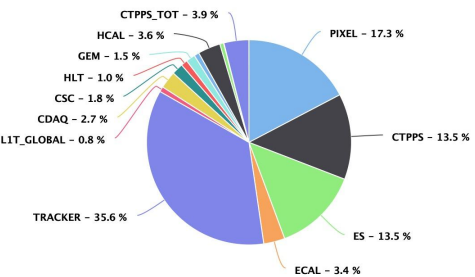 CTPPS_TOT – 3.9 %
HCAL – 3.6 %
GEM – 1.5 %
HLT – 1.0 %
CSC – 1.8 %
CDAQ – 2.7 %
L1T_GLOBAL – 0.8 %
TRACKER – 35.6 %
PIXEL – 17.3 %
CTPPS – 13.5 %
ES – 13.5 %
ECAL – 3.4 %